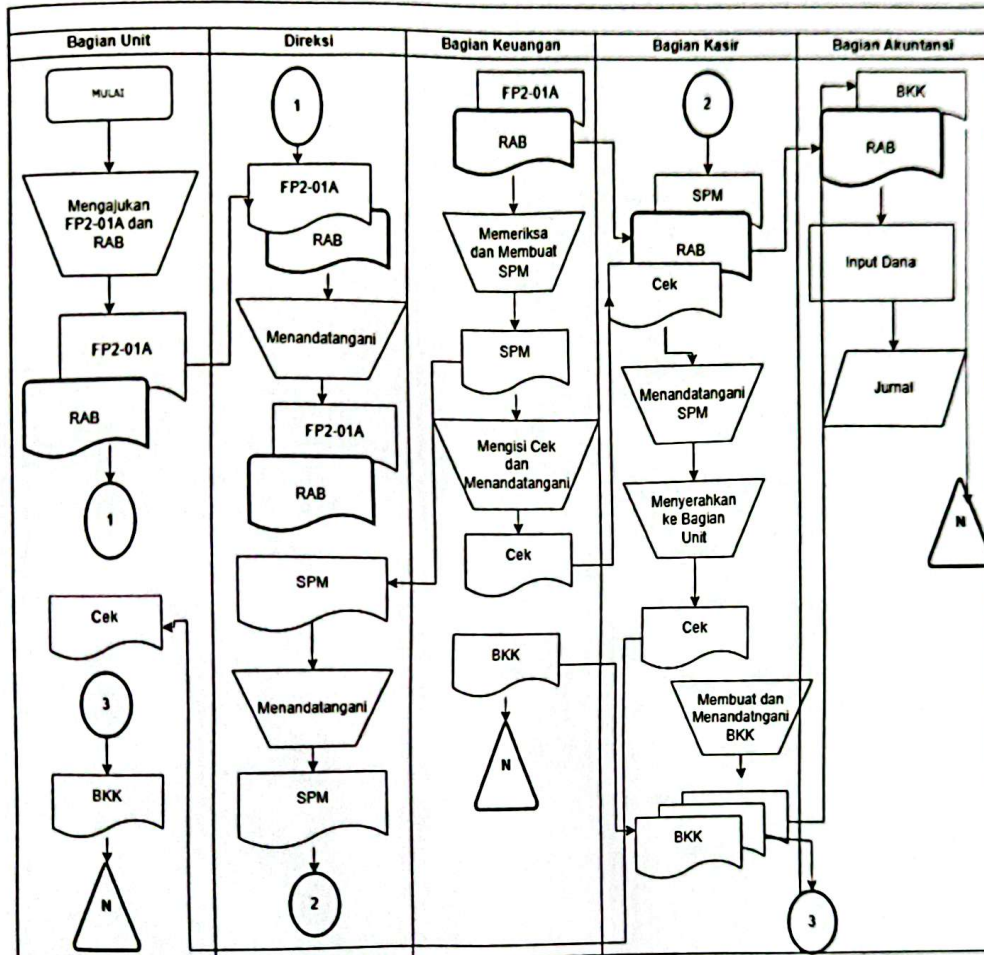 Bagian Unit
Direksi
Bagian Keuangan
Bagian Kasir
Bagian Akuntansi
MULAI
Mengajukan
FP2-01A dan
RAB
FP2-01A
RAB
1
Cek
3
BKK
N
1
FP2-01A
RAB
Menandatangani
FP2-01A
RAB
SPM
Menandatangani
SPM
2
FP2-01A
RAB
Memeriksa
dan Membuat
SPM
SPM
Mengisi Cek
dan
Menandatangani
Cek
BKK
N
2
SPM
RAB
Cek
Menandatangani
SPM
Menyerahkan
ke Bagian
Unit
Cek
Membuat dan
Menandatngani
BKK
BKK
3
BKK
RAB
Input Dana
Jurnal
N